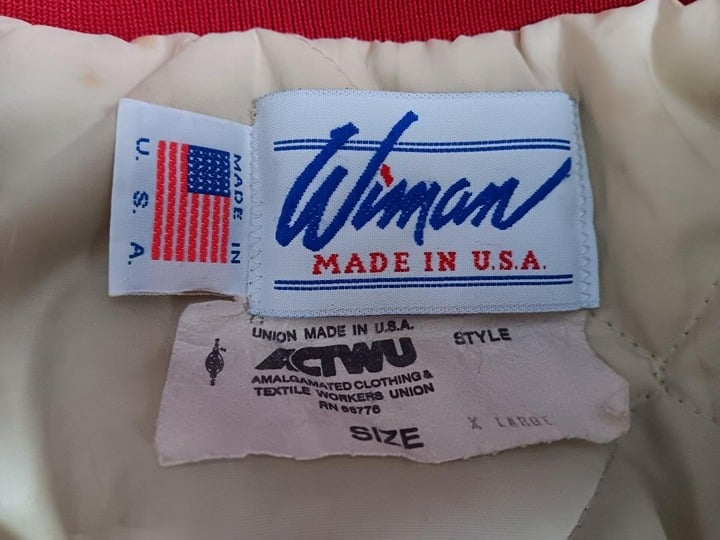 MADE IN
U. S. A.
Wiman
MADE IN U.S.A.
UNION MADE IN U.S.A.
ACTWU
AMALGAMATED CLOTHING &
TEXTILE WORKERS UNION
RN 66776
STYLE
SIZE X LARGE